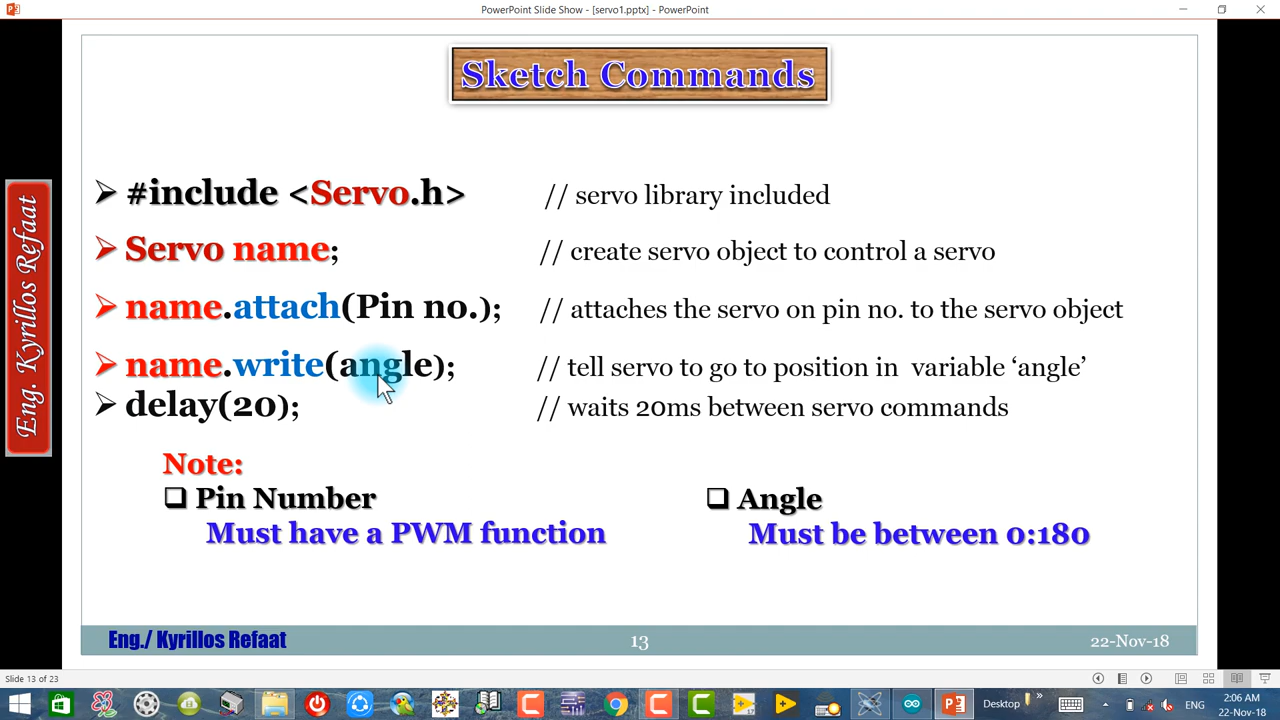 PowerPoint Slide Show - [servo1.pptx] - PowerPoint
Sketch Commands
#include <Servo.h> // servo library included
Servo name; // create servo object to control a servo
name.attach(Pin no.); // attaches the servo on pin no. to the servo object
name.write(angle); // tell servo to go to position in variable ‘angle’
delay(20); // waits 20ms between servo commands
Note:
Pin Number
Must have a PWM function
Angle
Must be between 0:180
Eng. Kyrillos Refaat
Eng./ Kyrillos Refaat 13 22-Nov-18
Slide 13 of 23
Desktop
ENG
2:06 AM
22-Nov-18